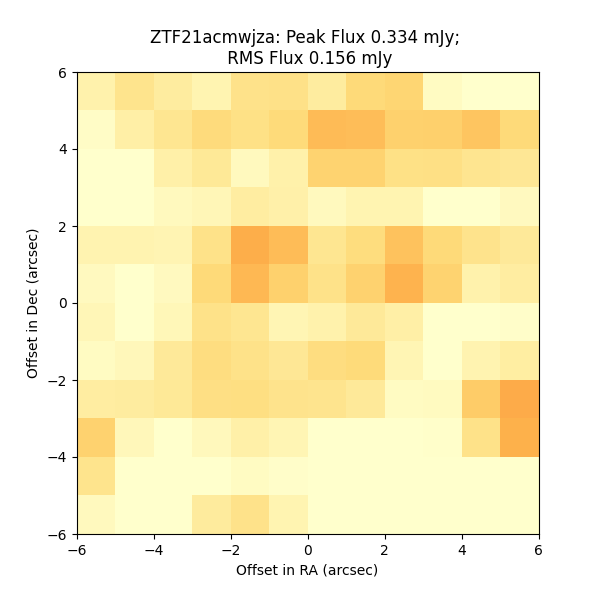 ZTF21acmwjza: Peak Flux 0.334 mJy;
RMS Flux 0.156 mJy
6
4
2
0
−2
−4
−6
Offset in Dec (arcsec)
−6 −4 −2 0 2 4 6
Offset in RA (arcsec)